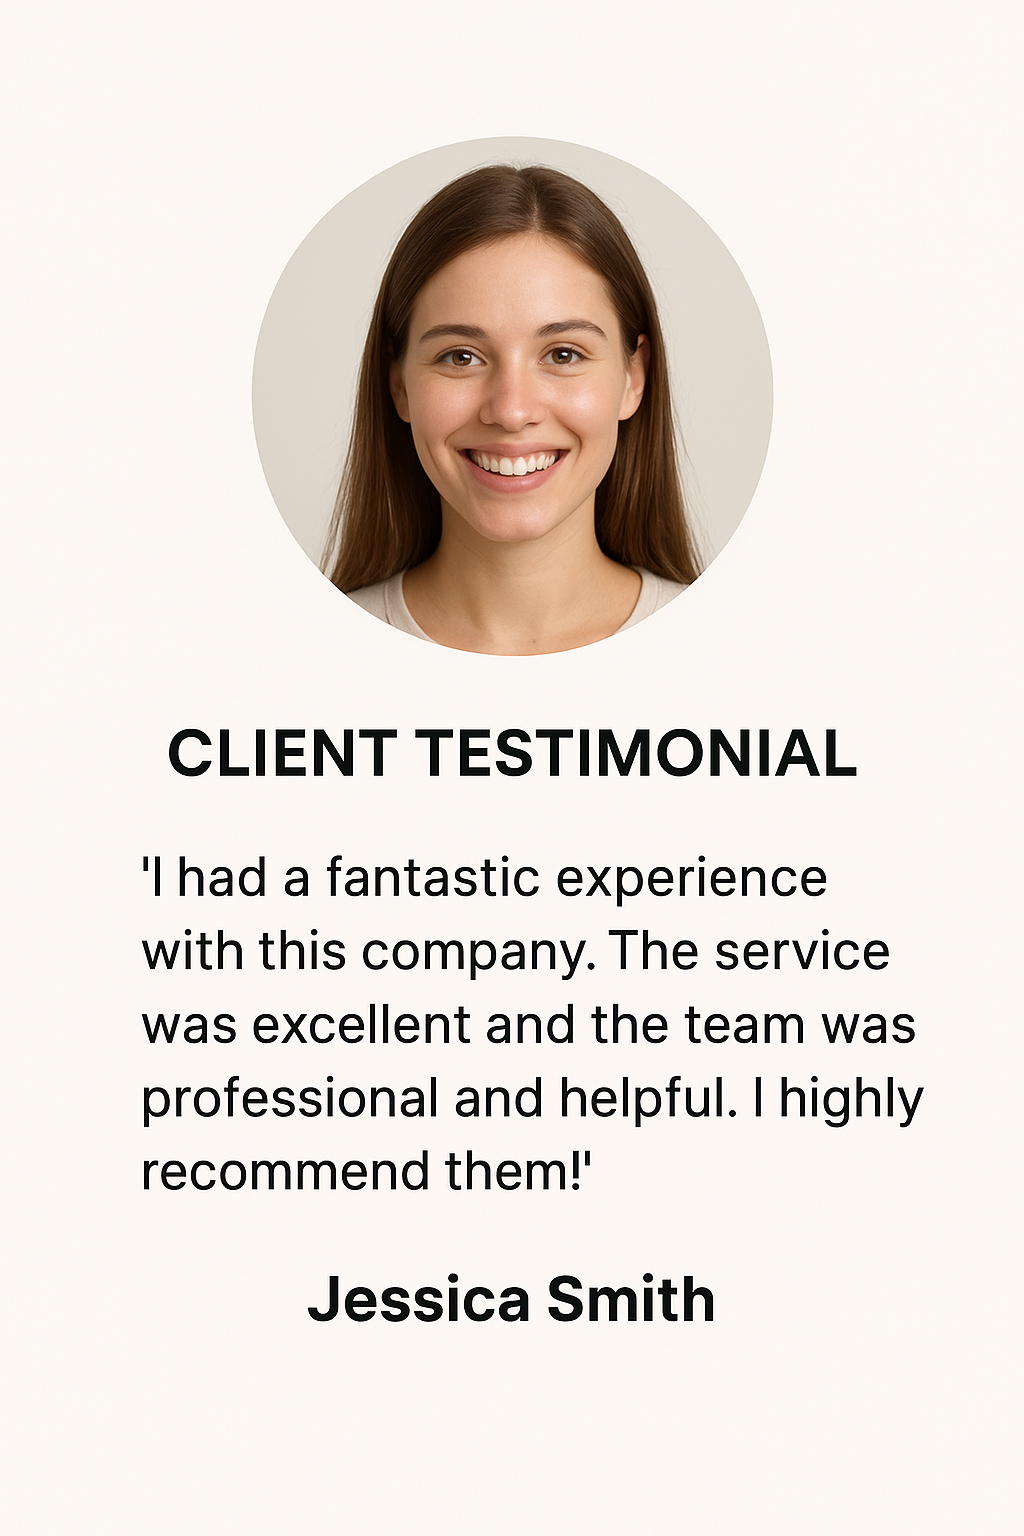 CLIENT TESTIMONIAL
'I had a fantastic experience
with this company. The service
was excellent and the team was
professional and helpful. I highly
recommend them!'
Jessica Smith